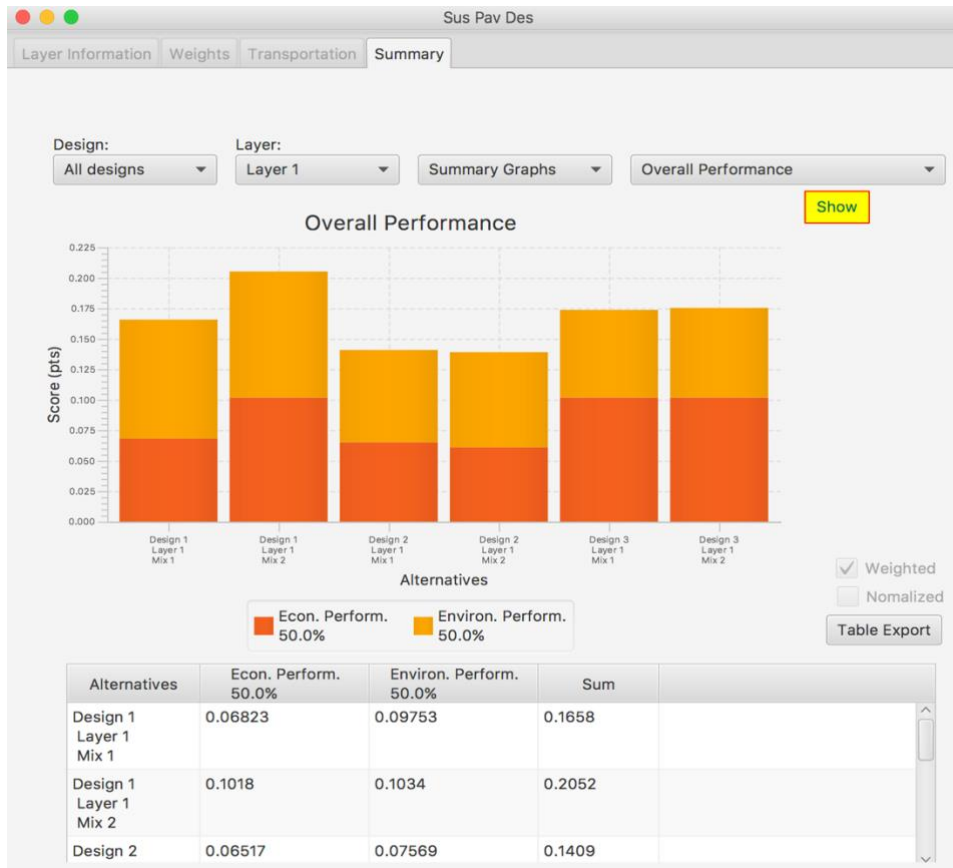 Sus Pav Des
Layer Information Weights Transportation Summary
Design: Layer:
All designs Layer 1 Summary Graphs Overall Performance
Show
Overall Performance
0.225
0.200
0.175
0.150
0.125
0.100
0.075
0.050
0.025
0.000
Score (pts)
Design 1 Design 1 Design 2 Design 2 Design 3 Design 3
Layer 1 Layer 1 Layer 1 Layer 1 Layer 1 Layer 1
Mix 1 Mix 2 Mix 1 Mix 2 Mix 1 Mix 2
Alternatives
Weighted
Nomalized
Econ. Perform. Environ. Perform.
50.0% 50.0%
Table Export
Alternatives Econ. Perform. Environ. Perform. Sum
50.0% 50.0%
Design 1 0.06823 0.09753 0.1658
Layer 1
Mix 1
Design 1 0.1018 0.1034 0.2052
Layer 1
Mix 2
Design 2 0.06517 0.07569 0.1409